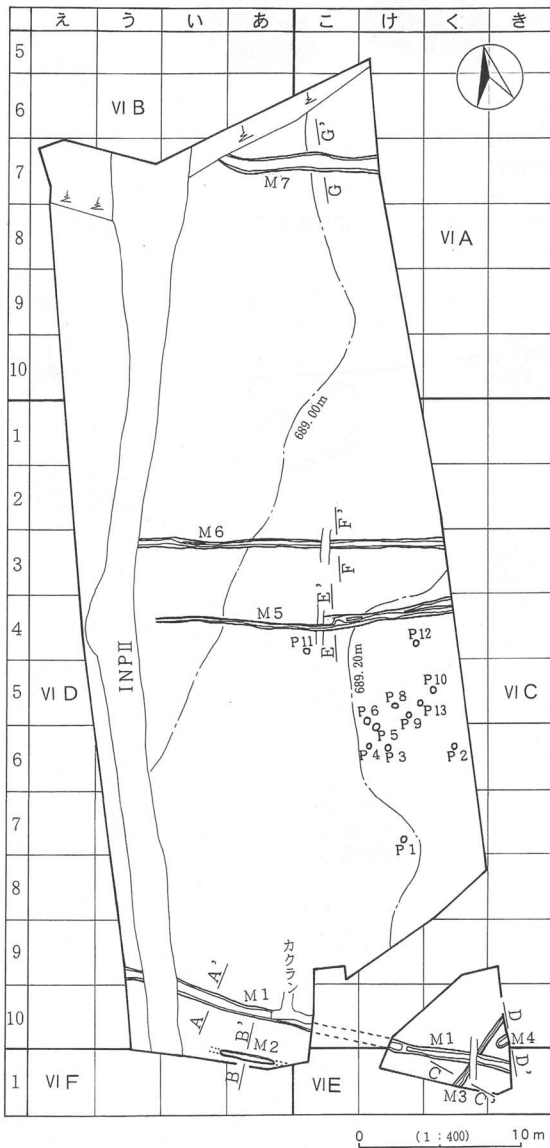 え う い あ こ け く き
5
6
VI B
G'
7
M7
G
8
VI A
9
10
689.00m
1
2
M6
F'
3
F
E'
M5
4
P11
E
P12
689.20m
INPII
VI D
5
VI C
P10
P8
P6
P13
P9
P5
6
P4
P3
P2
7
P1
8
9
カクラン
A'
M1
10
A
B'
M2
B
M1
D
M4
D'
C
C'
M3
1
VI F
VI E
0 (1:400) 10m